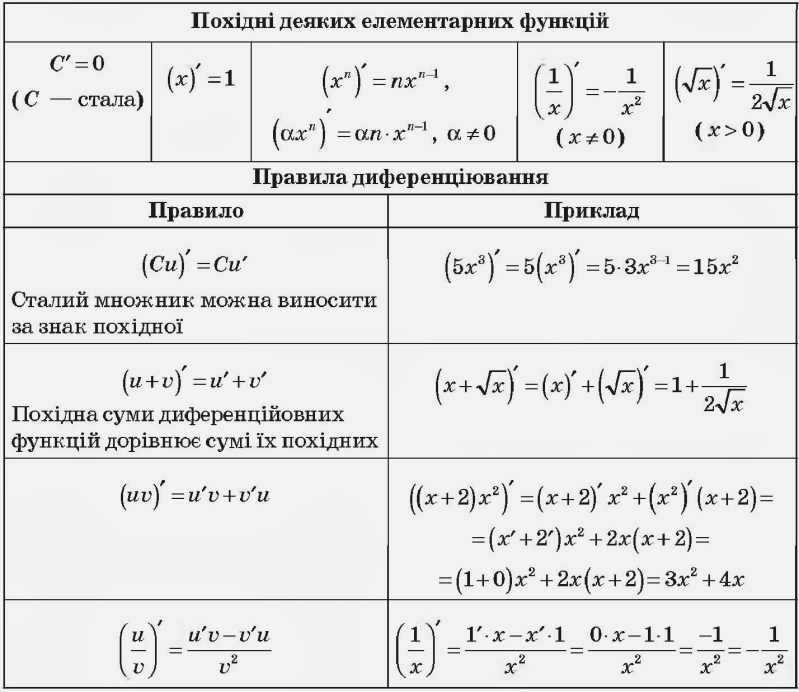 Похідні деяких елементарних функцій
C′ = 0
( C — стала)
(x)′ = 1
(xⁿ)′ = nxⁿ⁻¹ ,
(αxⁿ)′ = αn · xⁿ⁻¹, α ≠ 0
(1/x)′ = −1/x²
( x ≠ 0)
(√x)′ = 1/(2√x)
( x > 0)
Правила диференціювання
Правило
Приклад
(Cu)′ = Cu′
Сталий множник можна виносити
за знак похідної
(5x³)′ = 5(x³)′ = 5 · 3x³⁻¹ = 15x²
(u + v)′ = u′ + v′
Похідна суми диференційовних
функцій дорівнює сумі їх похідних
(x + √x)′ = (x)′ + (√x)′ = 1 + 1/(2√x)
(uv)′ = u′v + v′u
((x + 2)x²)′ = (x + 2)′ x² + (x²)′ (x + 2) =
= (x′ + 2′)x² + 2x(x + 2) =
= (1 + 0)x² + 2x(x + 2) = 3x² + 4x
(u/v)′ = (u′v − v′u)/v²
(1/x)′ = (1′ · x − x′ · 1)/x² = (0 · x − 1 · 1)/x² = −1/x² = −1/x²